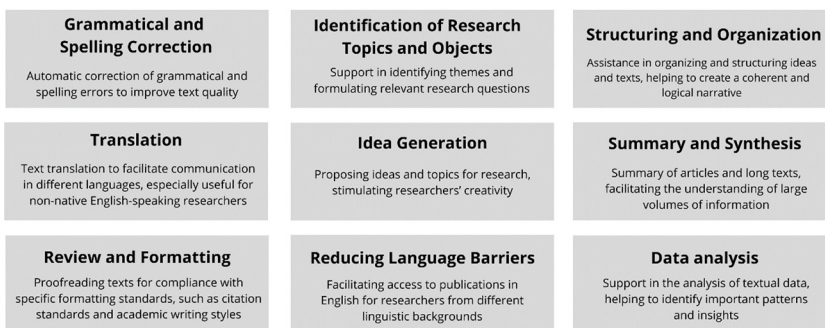 Grammatical and
Spelling Correction
Automatic correction of grammatical and
spelling errors to improve text quality
Identification of Research
Topics and Objects
Support in identifying themes and
formulating relevant research questions
Structuring and Organization
Assistance in organizing and structuring ideas
and texts, helping to create a coherent and
logical narrative
Translation
Text translation to facilitate communication
in different languages, especially useful for
non-native English-speaking researchers
Idea Generation
Proposing ideas and topics for research,
stimulating researchers' creativity
Summary and Synthesis
Summary of articles and long texts,
facilitating the understanding of large
volumes of information
Review and Formatting
Proofreading texts for compliance with
specific formatting standards, such as citation
standards and academic writing styles
Reducing Language Barriers
Facilitating access to publications in
English for researchers from different
linguistic backgrounds
Data analysis
Support in the analysis of textual data,
helping to identify important patterns
and insights